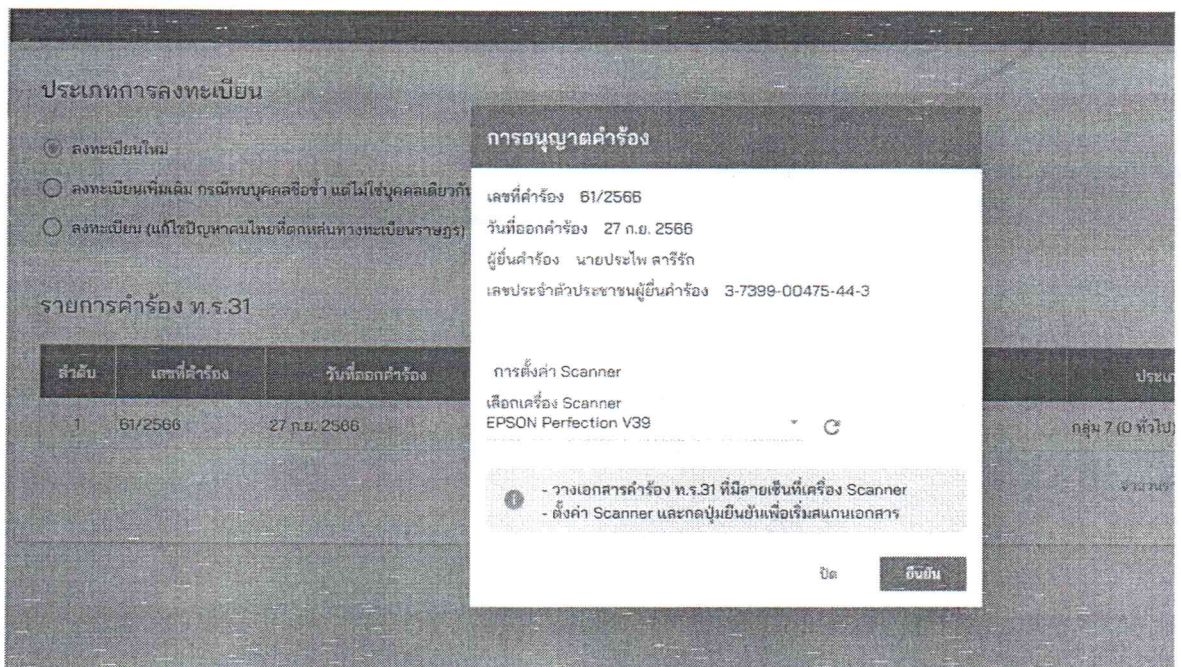 ประเภทการลงทะเบียน
ลงทะเบียนใหม่
ลงทะเบียนเพิ่มเติม กรณีพบบุคคลชื่อซ้ำ แต่ไม่ใช่บุคคลเดียวกัน
ลงทะเบียน (แก้ไขปัญหาคนไทยที่ตกหล่นทางทะเบียนราษฎร)
รายการคำร้อง ท.ร.31
ลำดับ เลขที่คำร้อง วันที่ออกคำร้อง
1 61/2566 27 ก.ย. 2566 กลุ่ม 7 (0 ทั่วไป)
การอนุญาตคำร้อง
เลขที่คำร้อง 61/2566
วันที่ออกคำร้อง 27 ก.ย. 2566
ผู้ยื่นคำร้อง นายประไพ ลารีรัก
เลขประจำตัวประชาชนผู้ยื่นคำร้อง 3-7399-00475-44-3
การตั้งค่า Scanner
เลือกเครื่อง Scanner
EPSON Perfection V39
- วางเอกสารคำร้อง ท.ร.31 ที่มีลายเซ็นที่เครื่อง Scanner
- ตั้งค่า Scanner และกดปุ่มยืนยันเพื่อเริ่มสแกนเอกสาร
ปิด ยืนยัน